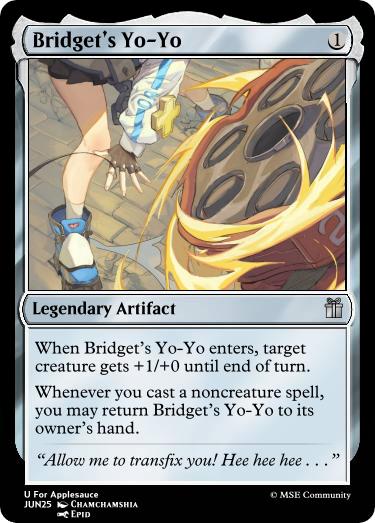 Bridget's Yo-Yo
1
Legendary Artifact
When Bridget's Yo-Yo enters, target
creature gets +1/+0 until end of turn.
Whenever you cast a noncreature spell,
you may return Bridget's Yo-Yo to its
owner's hand.
“Allow me to transfix you! Hee hee hee . . .”
U For Applesauce
JUN25 Chamchamshia
Epid
© MSE Community